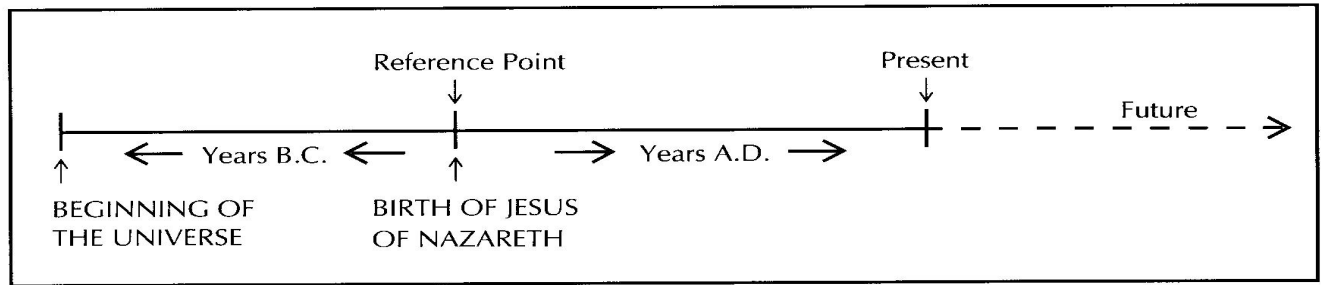 Reference Point
Present
Future
Years B.C.
Years A.D.
BEGINNING OF
THE UNIVERSE
BIRTH OF JESUS
OF NAZARETH